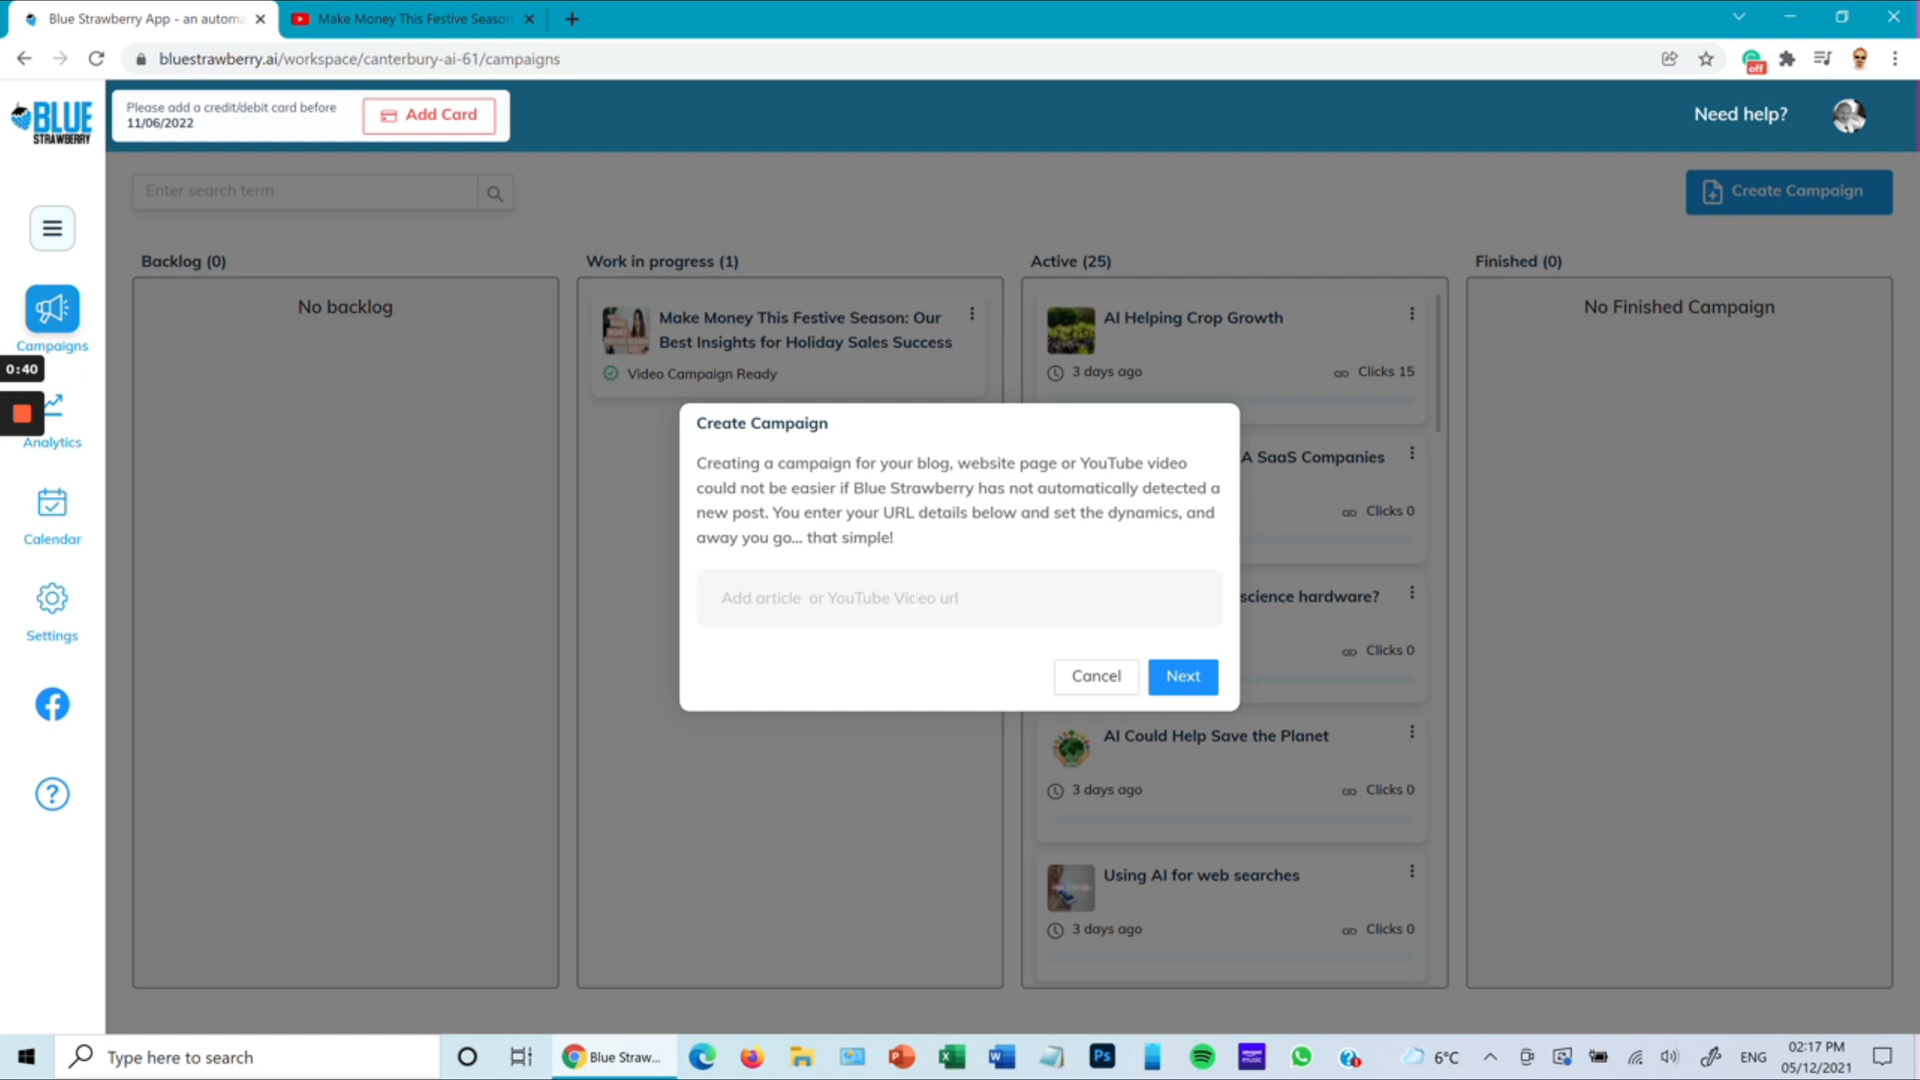 Blue Strawberry App - an automa
Make Money This Festive Season
bluestrawberry.ai/workspace/canterbury-ai-61/campaigns
off
BLUE
STRAWBERRY
Please add a credit/debit card before
11/06/2022
Add Card
Need help?
Enter search term
Create Campaign
Campaigns
0:40
Analytics
Calendar
Settings
Backlog (0)
No backlog
Work in progress (1)
Make Money This Festive Season: Our
Best Insights for Holiday Sales Success
Video Campaign Ready
Active (25)
AI Helping Crop Growth
3 days ago
Clicks 15
A SaaS Companies
Clicks 0
science hardware?
Clicks 0
AI Could Help Save the Planet
3 days ago
Clicks 0
Using AI for web searches
3 days ago
Clicks 0
Finished (0)
No Finished Campaign
Create Campaign
Creating a campaign for your blog, website page or YouTube video
could not be easier if Blue Strawberry has not automatically detected a
new post. You enter your URL details below and set the dynamics, and
away you go... that simple!
Add article or YouTube Video url
Cancel
Next
Type here to search
Blue Straw...
Ps
6°C
ENG
02:17 PM
05/12/2021